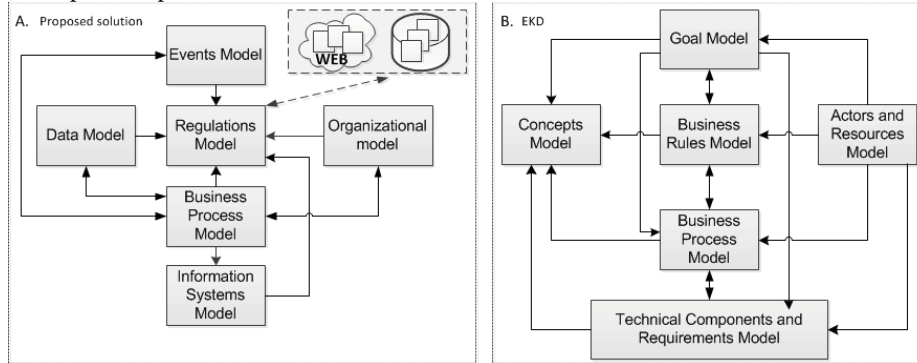 A. Proposed solution
Events Model
WEB
Data Model
Regulations
Model
Organizational
model
Business
Process
Model
Information
Systems
Model
B. EKD
Goal Model
Concepts
Model
Business
Rules Model
Actors and
Resources
Model
Business
Process
Model
Technical Components and
Requirements Model